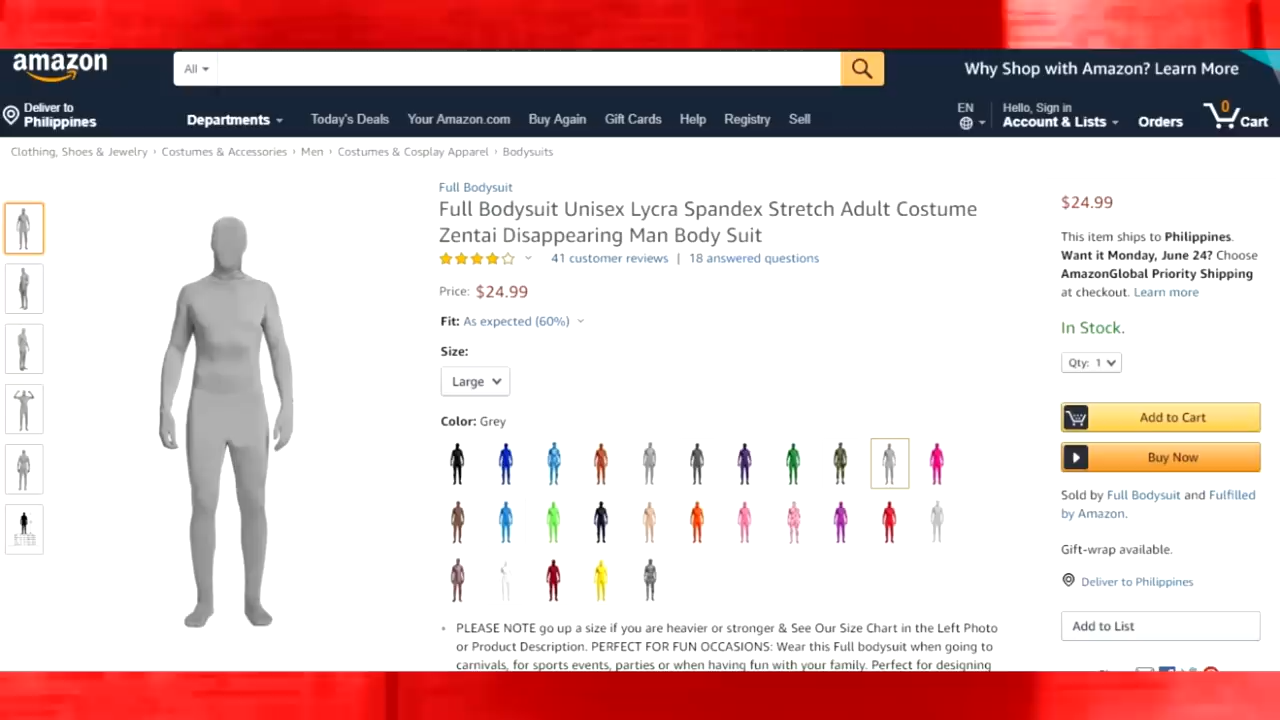 amazon
All
Why Shop with Amazon? Learn More
Deliver to
Philippines
Departments
Today's Deals
Your Amazon.com
Buy Again
Gift Cards
Help
Registry
Sell
EN
Hello, Sign in
Account & Lists
Orders
0
Cart
Clothing, Shoes & Jewelry › Costumes & Accessories › Men › Costumes & Cosplay Apparel › Bodysuits
Full Bodysuit
Full Bodysuit Unisex Lycra Spandex Stretch Adult Costume
Zentai Disappearing Man Body Suit
41 customer reviews | 18 answered questions
Price: $24.99
Fit: As expected (60%)
Size:
Large
Color: Grey
• PLEASE NOTE go up a size if you are heavier or stronger & See Our Size Chart in the Left Photo
or Product Description. PERFECT FOR FUN OCCASIONS: Wear this Full bodysuit when going to
carnivals, for sports events, parties or when having fun with your family. Perfect for designing
$24.99
This item ships to Philippines.
Want it Monday, June 24? Choose
AmazonGlobal Priority Shipping
at checkout. Learn more
In Stock.
Qty: 1
Add to Cart
Buy Now
Sold by Full Bodysuit and Fulfilled
by Amazon.
Gift-wrap available.
Deliver to Philippines
Add to List